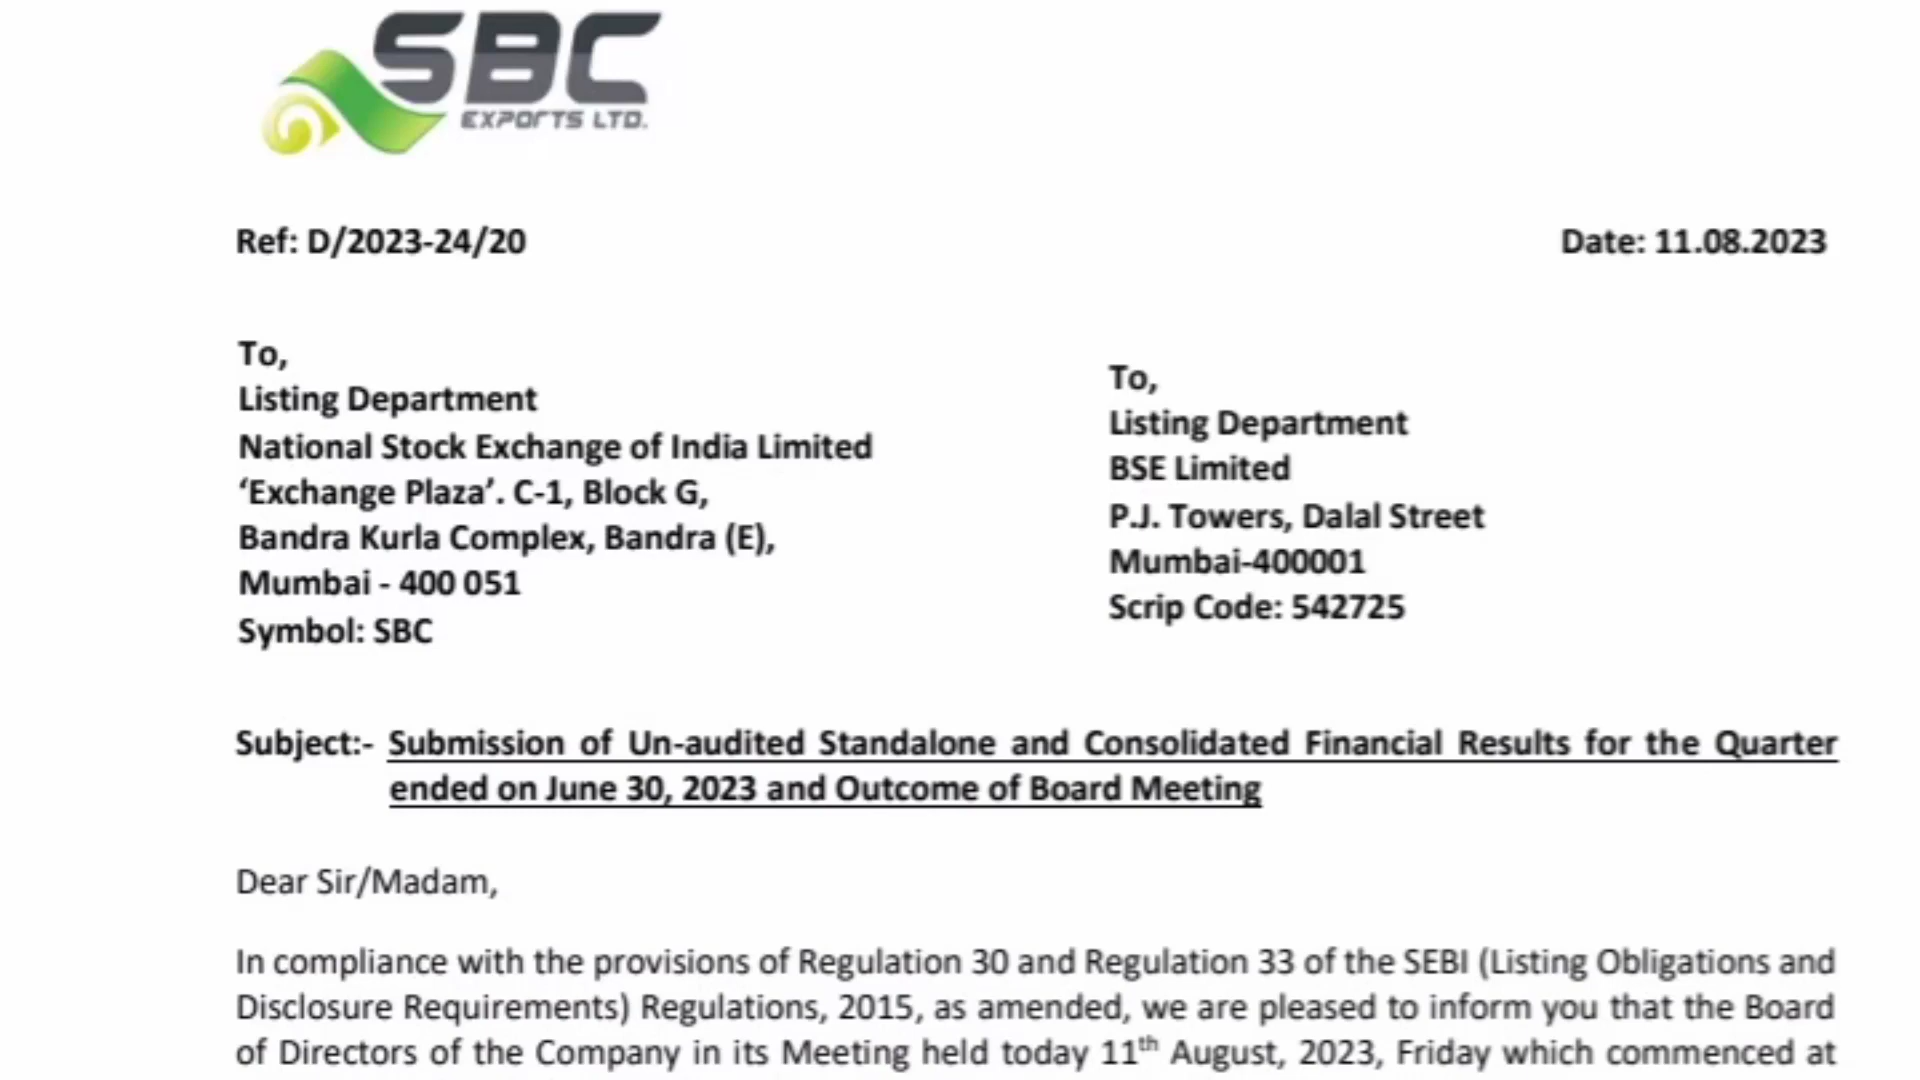 SBC
EXPORTS LTD.
Ref: D/2023-24/20
Date: 11.08.2023
To,
Listing Department
National Stock Exchange of India Limited
‘Exchange Plaza’. C-1, Block G,
Bandra Kurla Complex, Bandra (E),
Mumbai - 400 051
Symbol: SBC
To,
Listing Department
BSE Limited
P.J. Towers, Dalal Street
Mumbai-400001
Scrip Code: 542725
Subject:- Submission of Un-audited Standalone and Consolidated Financial Results for the Quarter
ended on June 30, 2023 and Outcome of Board Meeting
Dear Sir/Madam,
In compliance with the provisions of Regulation 30 and Regulation 33 of the SEBI (Listing Obligations and
Disclosure Requirements) Regulations, 2015, as amended, we are pleased to inform you that the Board
of Directors of the Company in its Meeting held today 11th August, 2023, Friday which commenced at